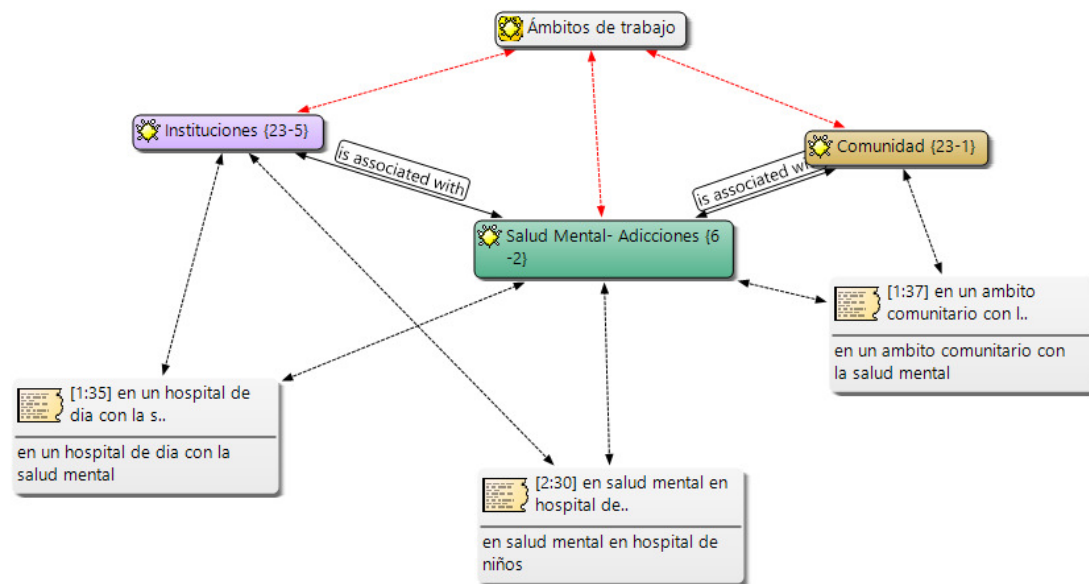 Ámbitos de trabajo
Instituciones {23-5}
is associated with
is associated wi
Comunidad {23-1}
Salud Mental- Adicciones {6
-2}
[1:37] en un ambito
comunitario con l..
en un ambito comunitario con
la salud mental
[1:35] en un hospital de
dia con la s..
en un hospital de dia con la
salud mental
[2:30] en salud mental en
hospital de..
en salud mental en hospital de
niños